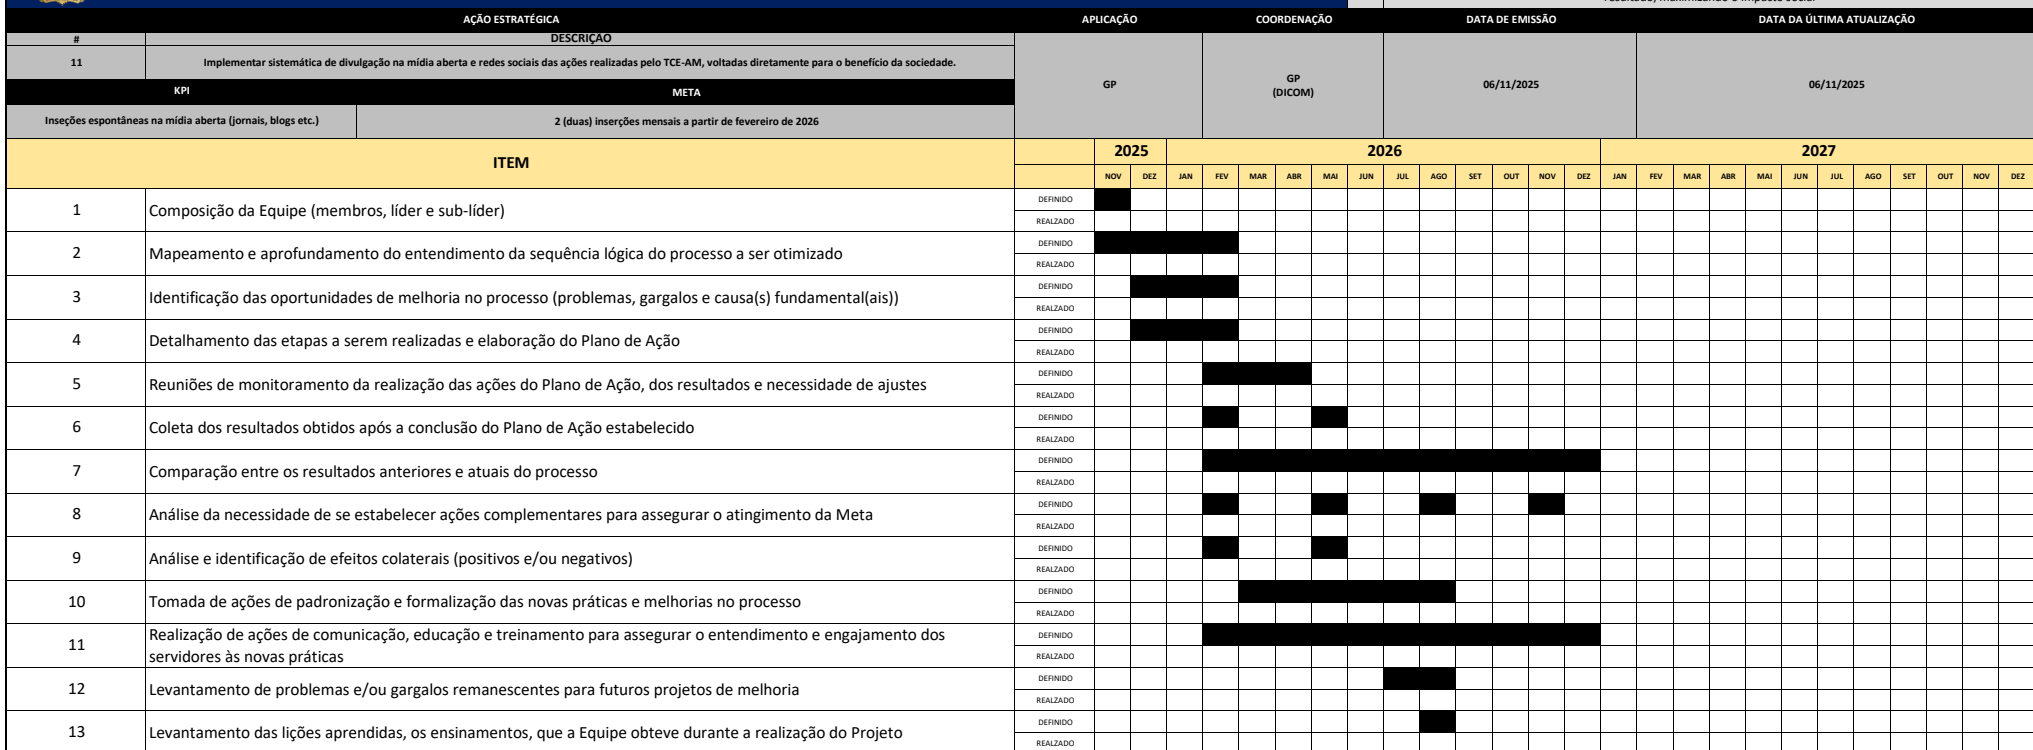 resultado, maximizando o impacto social
AÇÃO ESTRATÉGICA APLICAÇÃO COORDENAÇÃO DATA DE EMISSÃO DATA DA ÚLTIMA ATUALIZAÇÃO
# DESCRIÇÃO
11 Implementar sistemática de divulgação na mídia aberta e redes sociais das ações realizadas pelo TCE-AM, voltadas diretamente para o benefício da sociedade.
GP
GP
(DICOM)
06/11/2025
06/11/2025
KPI META
Inseções espontâneas na mídia aberta (jornais, blogs etc.) 2 (duas) inserções mensais a partir de fevereiro de 2026
ITEM
2025 2026 2027
NOV DEZ JAN FEV MAR ABR MAI JUN JUL AGO SET OUT NOV DEZ JAN FEV MAR ABR MAI JUN JUL AGO SET OUT NOV DEZ
1 Composição da Equipe (membros, líder e sub-líder)
DEFINIDO
REALZADO
2 Mapeamento e aprofundamento do entendimento da sequência lógica do processo a ser otimizado
DEFINIDO
REALZADO
3 Identificação das oportunidades de melhoria no processo (problemas, gargalos e causa(s) fundamental(ais))
DEFINIDO
REALZADO
4 Detalhamento das etapas a serem realizadas e elaboração do Plano de Ação
DEFINIDO
REALZADO
5 Reuniões de monitoramento da realização das ações do Plano de Ação, dos resultados e necessidade de ajustes
DEFINIDO
REALZADO
6 Coleta dos resultados obtidos após a conclusão do Plano de Ação estabelecido
DEFINIDO
REALZADO
7 Comparação entre os resultados anteriores e atuais do processo
DEFINIDO
REALZADO
8 Análise da necessidade de se estabelecer ações complementares para assegurar o atingimento da Meta
DEFINIDO
REALZADO
9 Análise e identificação de efeitos colaterais (positivos e/ou negativos)
DEFINIDO
REALZADO
10 Tomada de ações de padronização e formalização das novas práticas e melhorias no processo
DEFINIDO
REALZADO
11 Realização de ações de comunicação, educação e treinamento para assegurar o entendimento e engajamento dos
servidores às novas práticas
DEFINIDO
REALZADO
12 Levantamento de problemas e/ou gargalos remanescentes para futuros projetos de melhoria
DEFINIDO
REALZADO
13 Levantamento das lições aprendidas, os ensinamentos, que a Equipe obteve durante a realização do Projeto
DEFINIDO
REALZADO